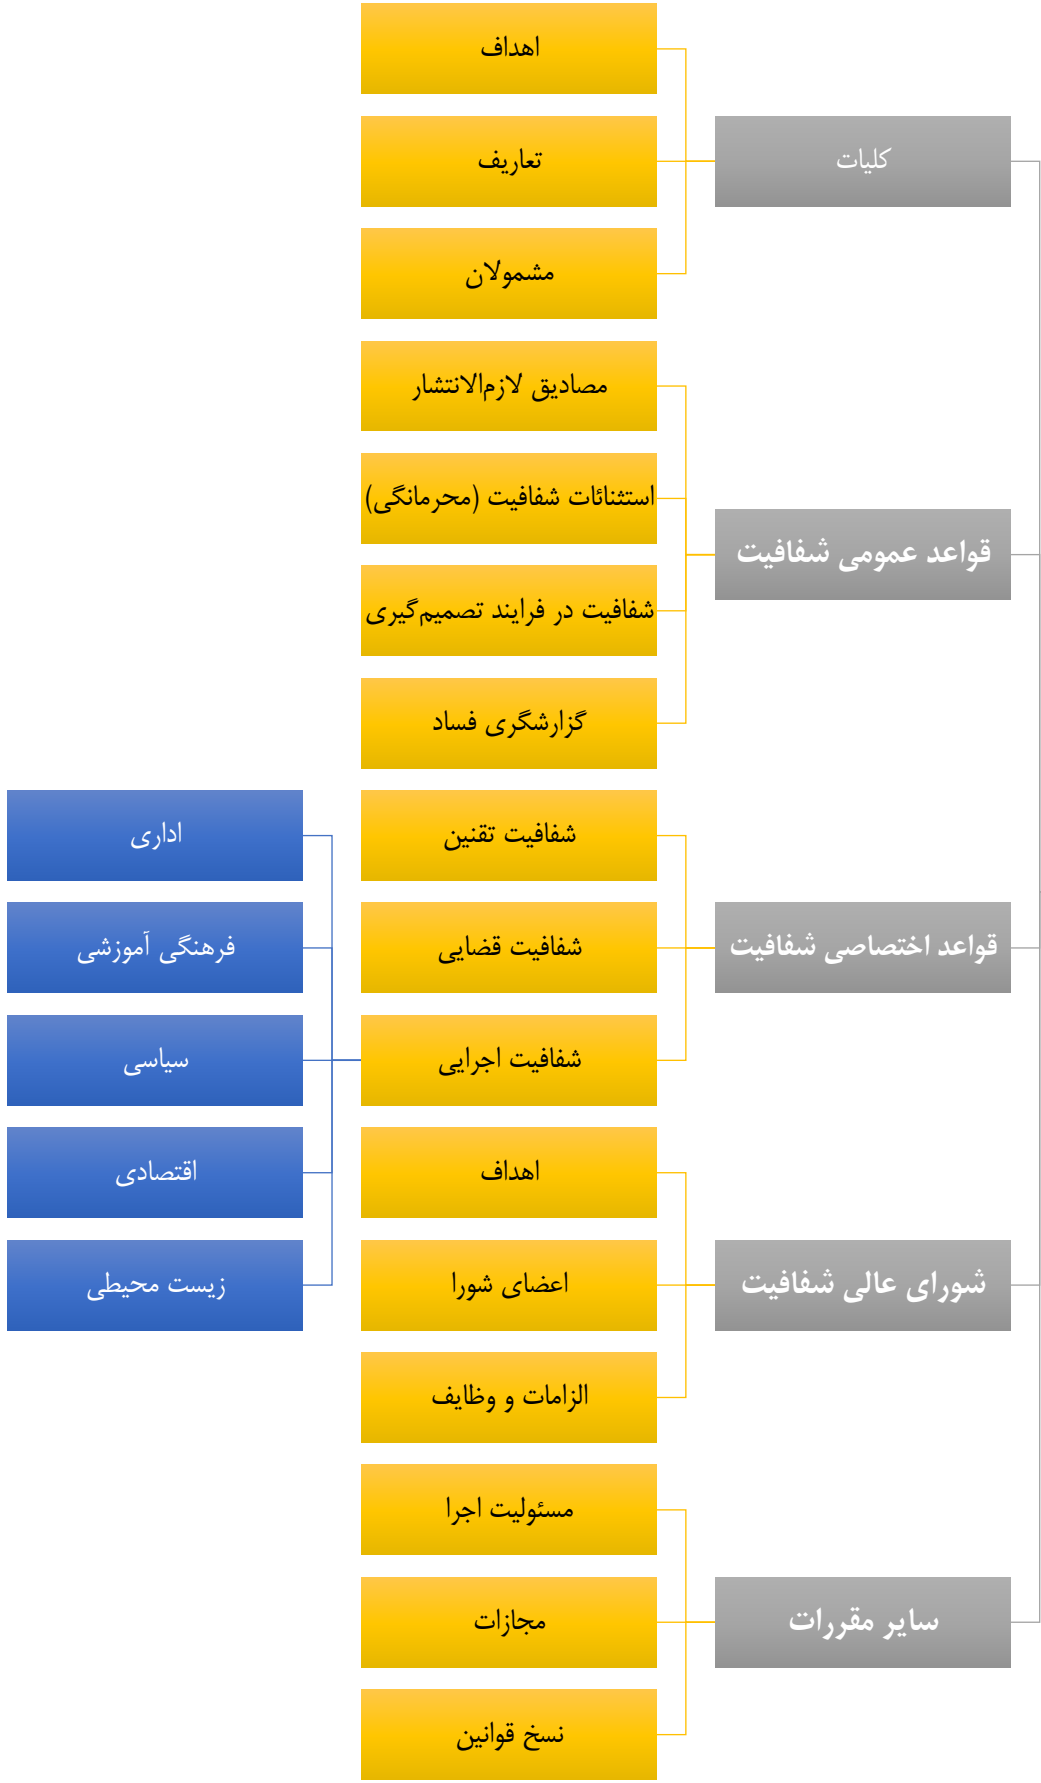 کلیات
اهداف
تعاریف
مشمولان
قواعد عمومی شفافیت
مصادیق لازم‌الانتشار
استثنائات شفافیت (محرمانگی)
شفافیت در فرایند تصمیم‌گیری
گزارشگری فساد
قواعد اختصاصی شفافیت
شفافیت تقنین
شفافیت قضایی
شفافیت اجرایی
اداری
فرهنگی آموزشی
سیاسی
اقتصادی
زیست محیطی
شورای عالی شفافیت
اهداف
اعضای شورا
الزامات و وظایف
سایر مقررات
مسئولیت اجرا
مجازات
نسخ قوانین